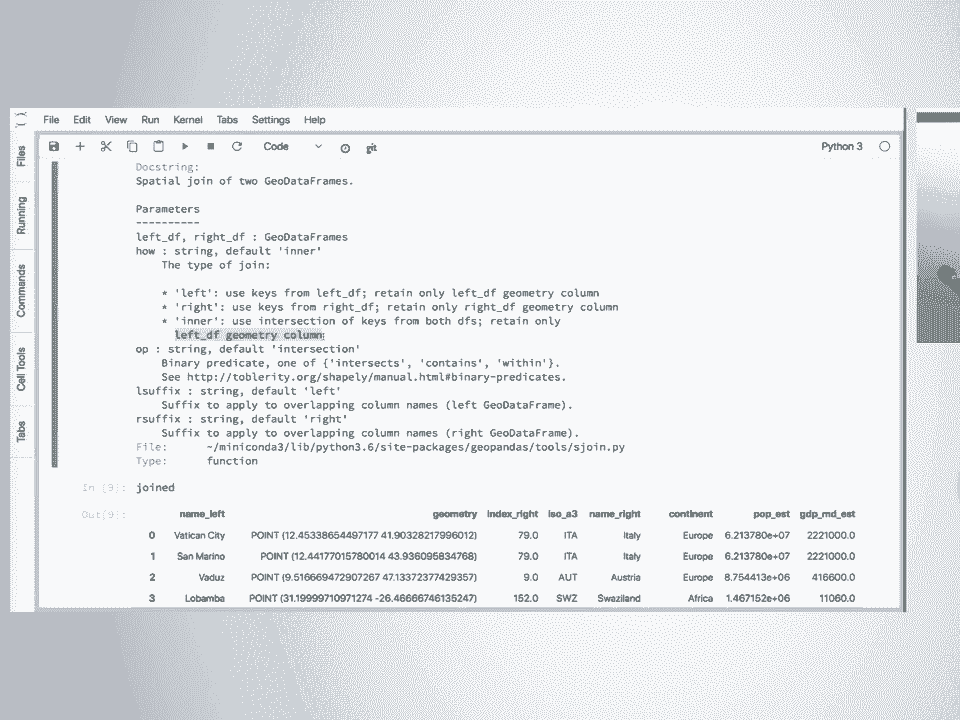 File Edit View Run Kernel Tabs Settings Help
Code git Python 3
Files
Running
Commands
Cell Tools
Tabs
Docstring:
Spatial join of two GeoDataFrames.
Parameters
----------
left_df, right_df : GeoDataFrames
how : string, default 'inner'
The type of join:
* 'left': use keys from left_df; retain only left_df geometry column
* 'right': use keys from right_df; retain only right_df geometry column
* 'inner': use intersection of keys from both dfs; retain only
left_df geometry column
op : string, default 'intersection'
Binary predicate, one of {'intersects', 'contains', 'within'}.
See http://toblerity.org/shapely/manual.html#binary-predicates.
lsuffix : string, default 'left'
Suffix to apply to overlapping column names (left GeoDataFrame).
rsuffix : string, default 'right'
Suffix to apply to overlapping column names (right GeoDataFrame).
File: ~/miniconda3/lib/python3.6/site-packages/geopandas/tools/sjoin.py
Type: function
In [9]: joined
Out[9]: name_left geometry index_right iso_a3 name_right continent pop_est gdp_md_est
0 Vatican City POINT (12.45338654497177 41.90328217996012) 79.0 ITA Italy Europe 6.213780e+07 2221000.0
1 San Marino POINT (12.44177015780014 43.936095834768) 79.0 ITA Italy Europe 6.213780e+07 2221000.0
2 Vaduz POINT (9.516669472907267 47.13372377429357) 9.0 AUT Austria Europe 8.754413e+06 416600.0
3 Lobamba POINT (31.19999710971274 -26.46666746135247) 152.0 SWZ Swaziland Africa 1.467152e+06 11060.0